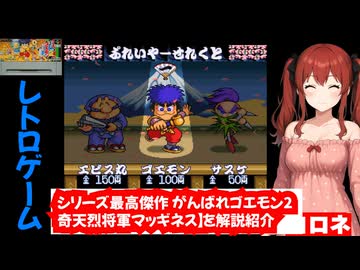 レトロゲーム
ぷれいやーせれくと
エビス丸 ゴエモン サスケ
金 150両 金 100両 金 50両
シリーズ最高傑作 がんばれゴエモン2
奇天烈将軍マッギネス】を解説紹介
ロネ